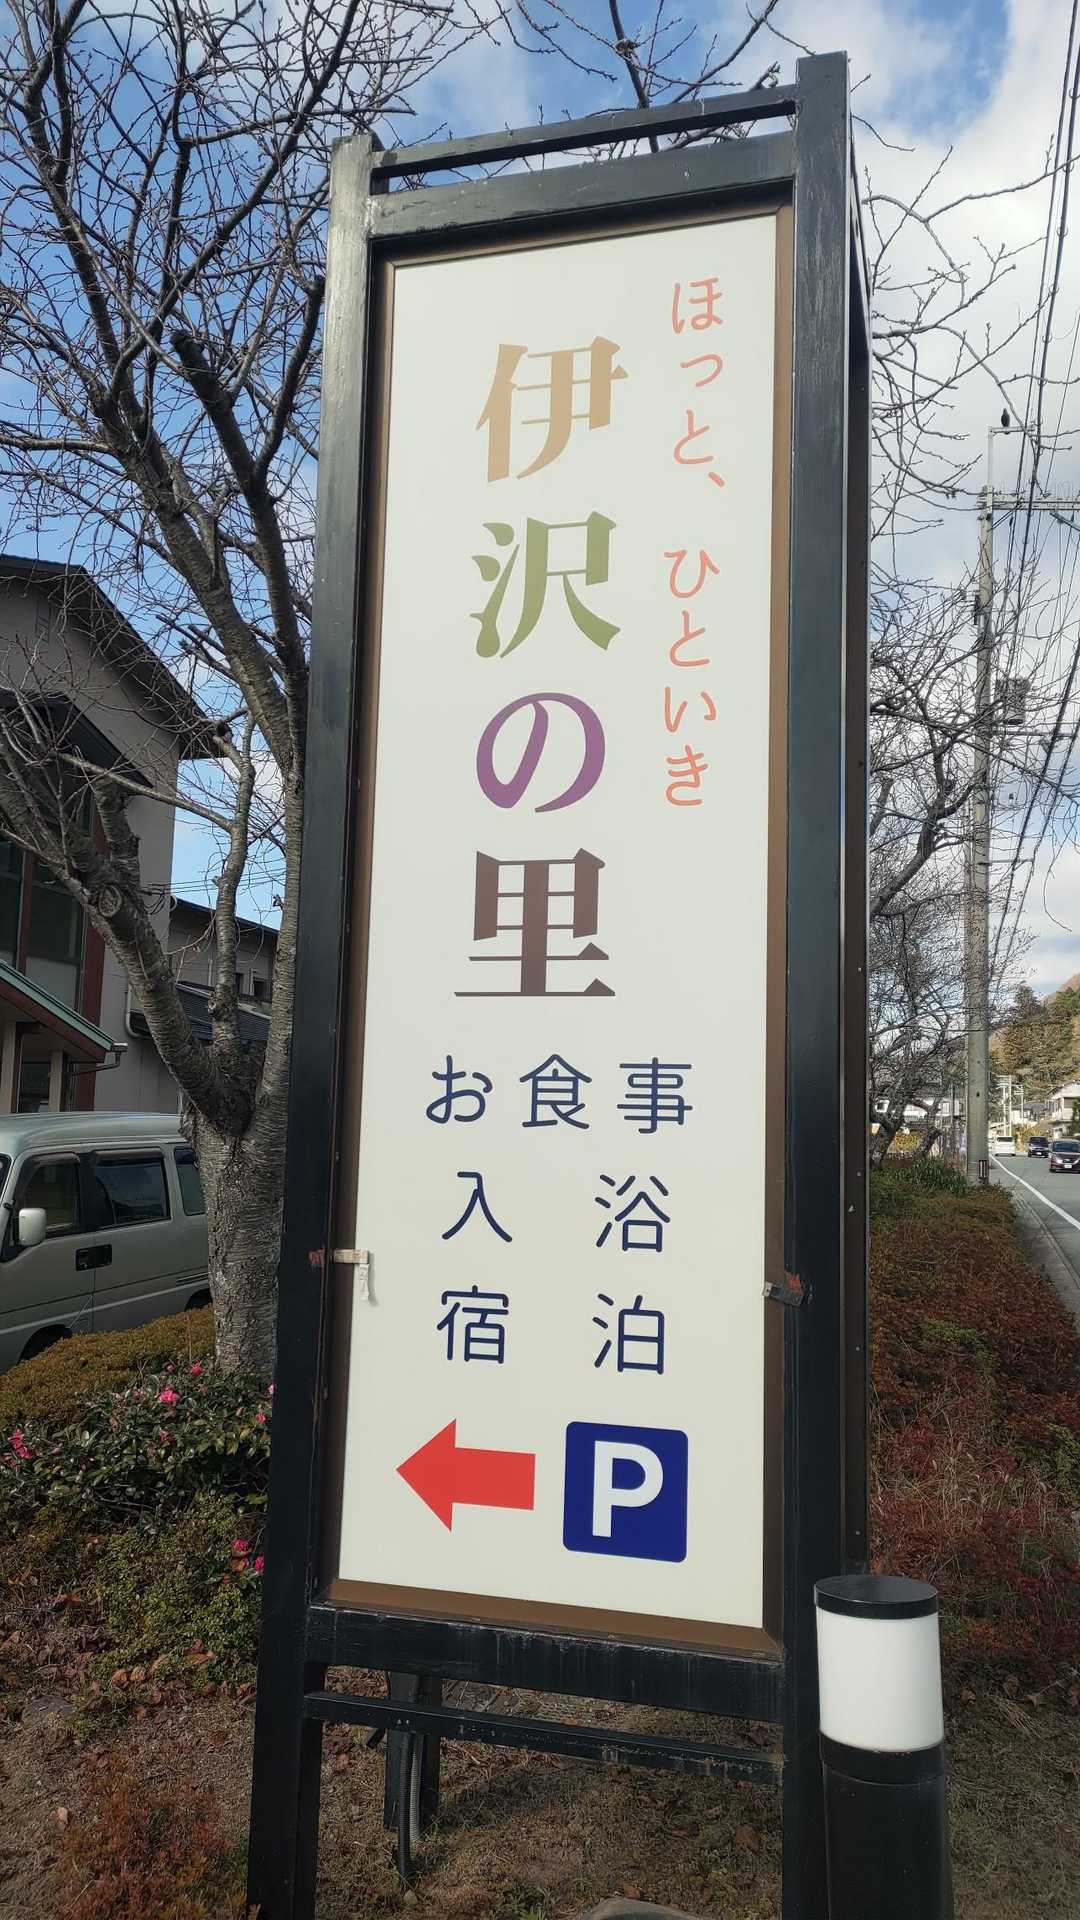 ほっと、ひといき
伊沢の里
お食事
入浴
宿泊
P